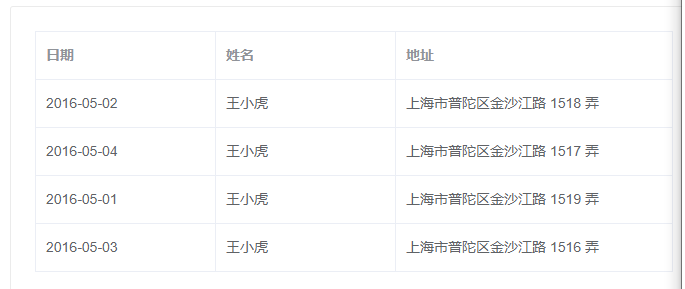 日期 姓名 地址
2016-05-02 王小虎 上海市普陀区金沙江路 1518 弄
2016-05-04 王小虎 上海市普陀区金沙江路 1517 弄
2016-05-01 王小虎 上海市普陀区金沙江路 1519 弄
2016-05-03 王小虎 上海市普陀区金沙江路 1516 弄